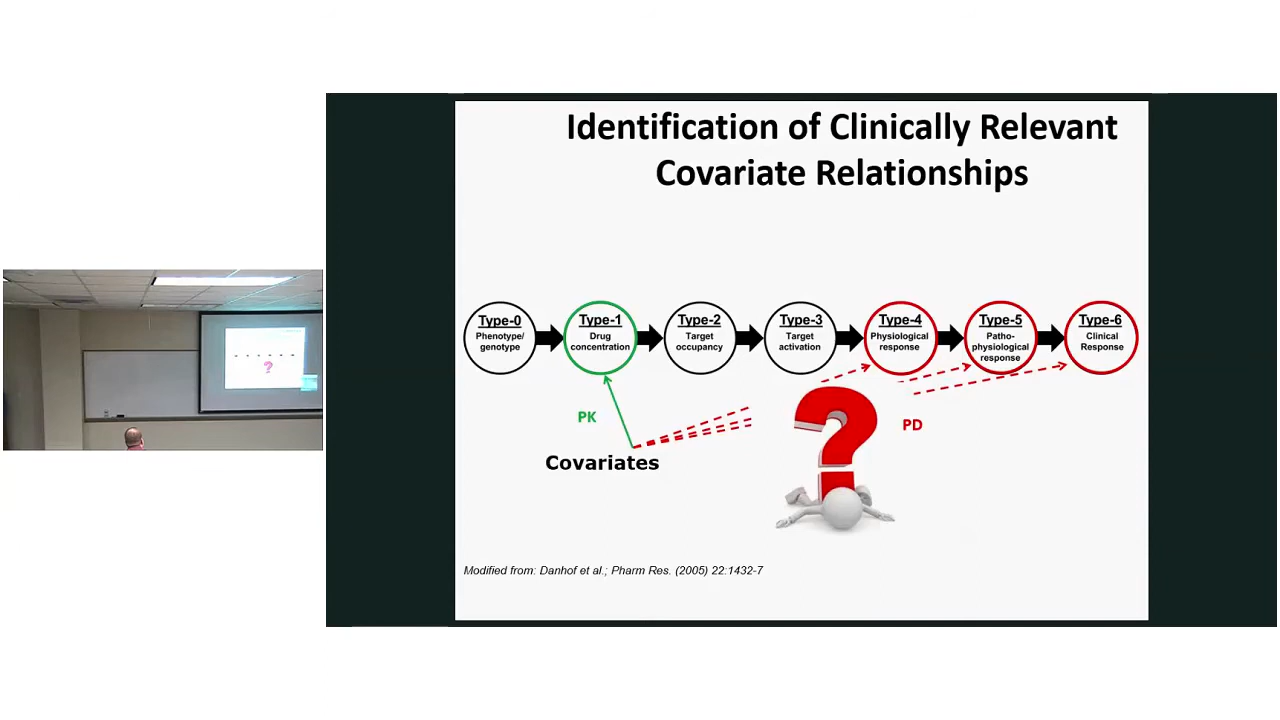 Identification of Clinically Relevant
Covariate Relationships
Type-0
Phenotype/
genotype
Type-1
Drug
concentration
Type-2
Target
occupancy
Type-3
Target
activation
Type-4
Physiological
response
Type-5
Patho-
physiological
response
Type-6
Clinical
Response
PK
PD
Covariates
Modified from: Danhof et al.; Pharm Res. (2005) 22:1432-7